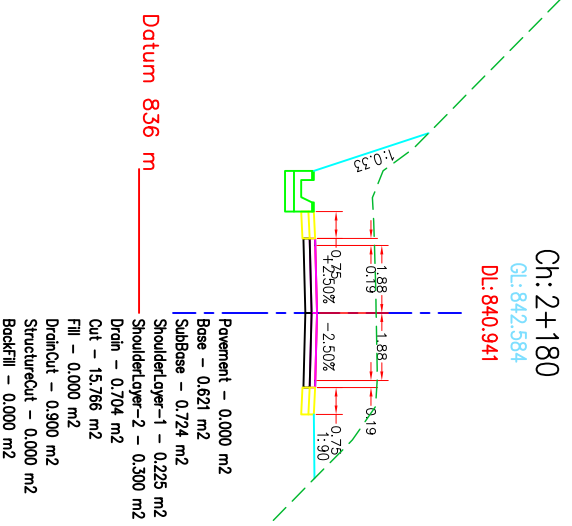 Ch: 2+180
GL: 842.584
DL: 840.941
1:0.33
1.88
1.88
0.19
0.19
0.75
0.75
+2.50%
-2.50%
1:90
Datum 836 m
Pavement - 0.000 m2
Base - 0.621 m2
SubBase - 0.724 m2
ShoulderLayer-1 - 0.225 m2
ShoulderLayer-2 - 0.300 m2
Drain - 0.704 m2
Cut - 15.766 m2
Fill - 0.000 m2
DrainCut - 0.900 m2
StructureCut - 0.000 m2
BackFill - 0.000 m2